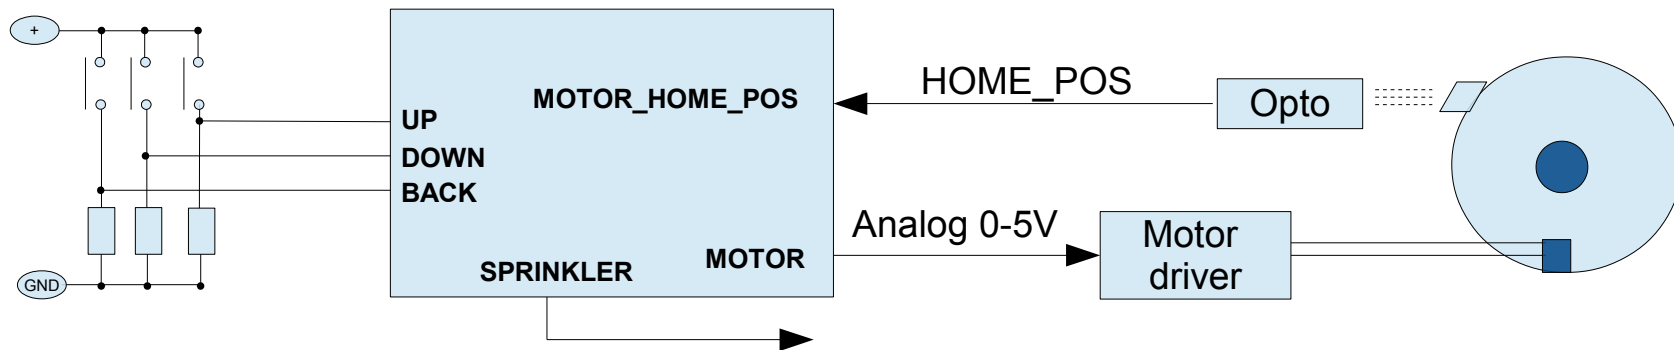 +
HOME_POS
MOTOR_HOME_POS
Opto
UP
DOWN
BACK
Analog 0-5V
Motor
driver
MOTOR
SPRINKLER
GND